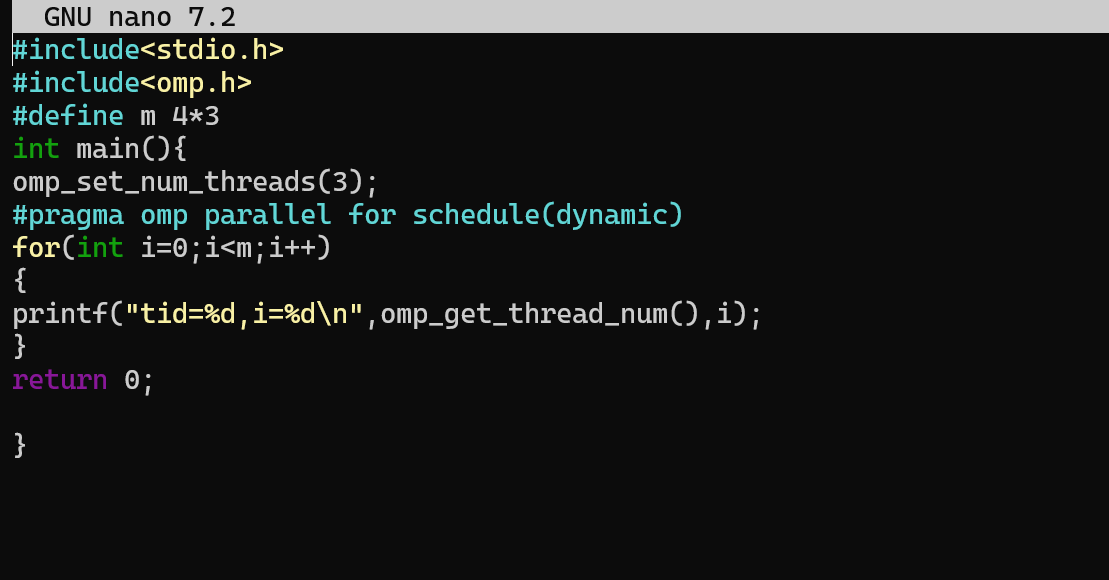 GNU nano 7.2
#include<stdio.h>
#include<omp.h>
#define m 4*3
int main(){
omp_set_num_threads(3);
#pragma omp parallel for schedule(dynamic)
for(int i=0;i<m;i++)
{
printf("tid=%d,i=%d\n",omp_get_thread_num(),i);
}
return 0;
}